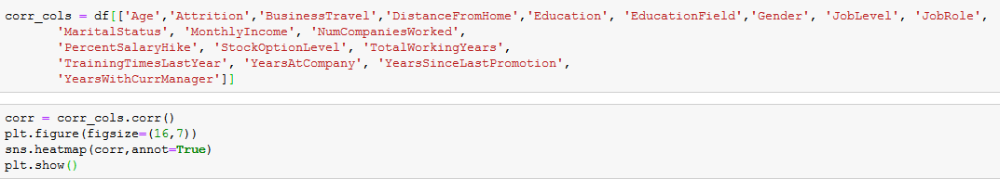 corr_cols = df[['Age','Attrition','BusinessTravel','DistanceFromHome','Education', 'EducationField','Gender', 'JobLevel', 'JobRole',
'MaritalStatus', 'MonthlyIncome', 'NumCompaniesWorked',
'PercentSalaryHike', 'StockOptionLevel', 'TotalWorkingYears',
'TrainingTimesLastYear', 'YearsAtCompany', 'YearsSinceLastPromotion',
'YearsWithCurrManager']]
corr = corr_cols.corr()
plt.figure(figsize=(16,7))
sns.heatmap(corr,annot=True)
plt.show()